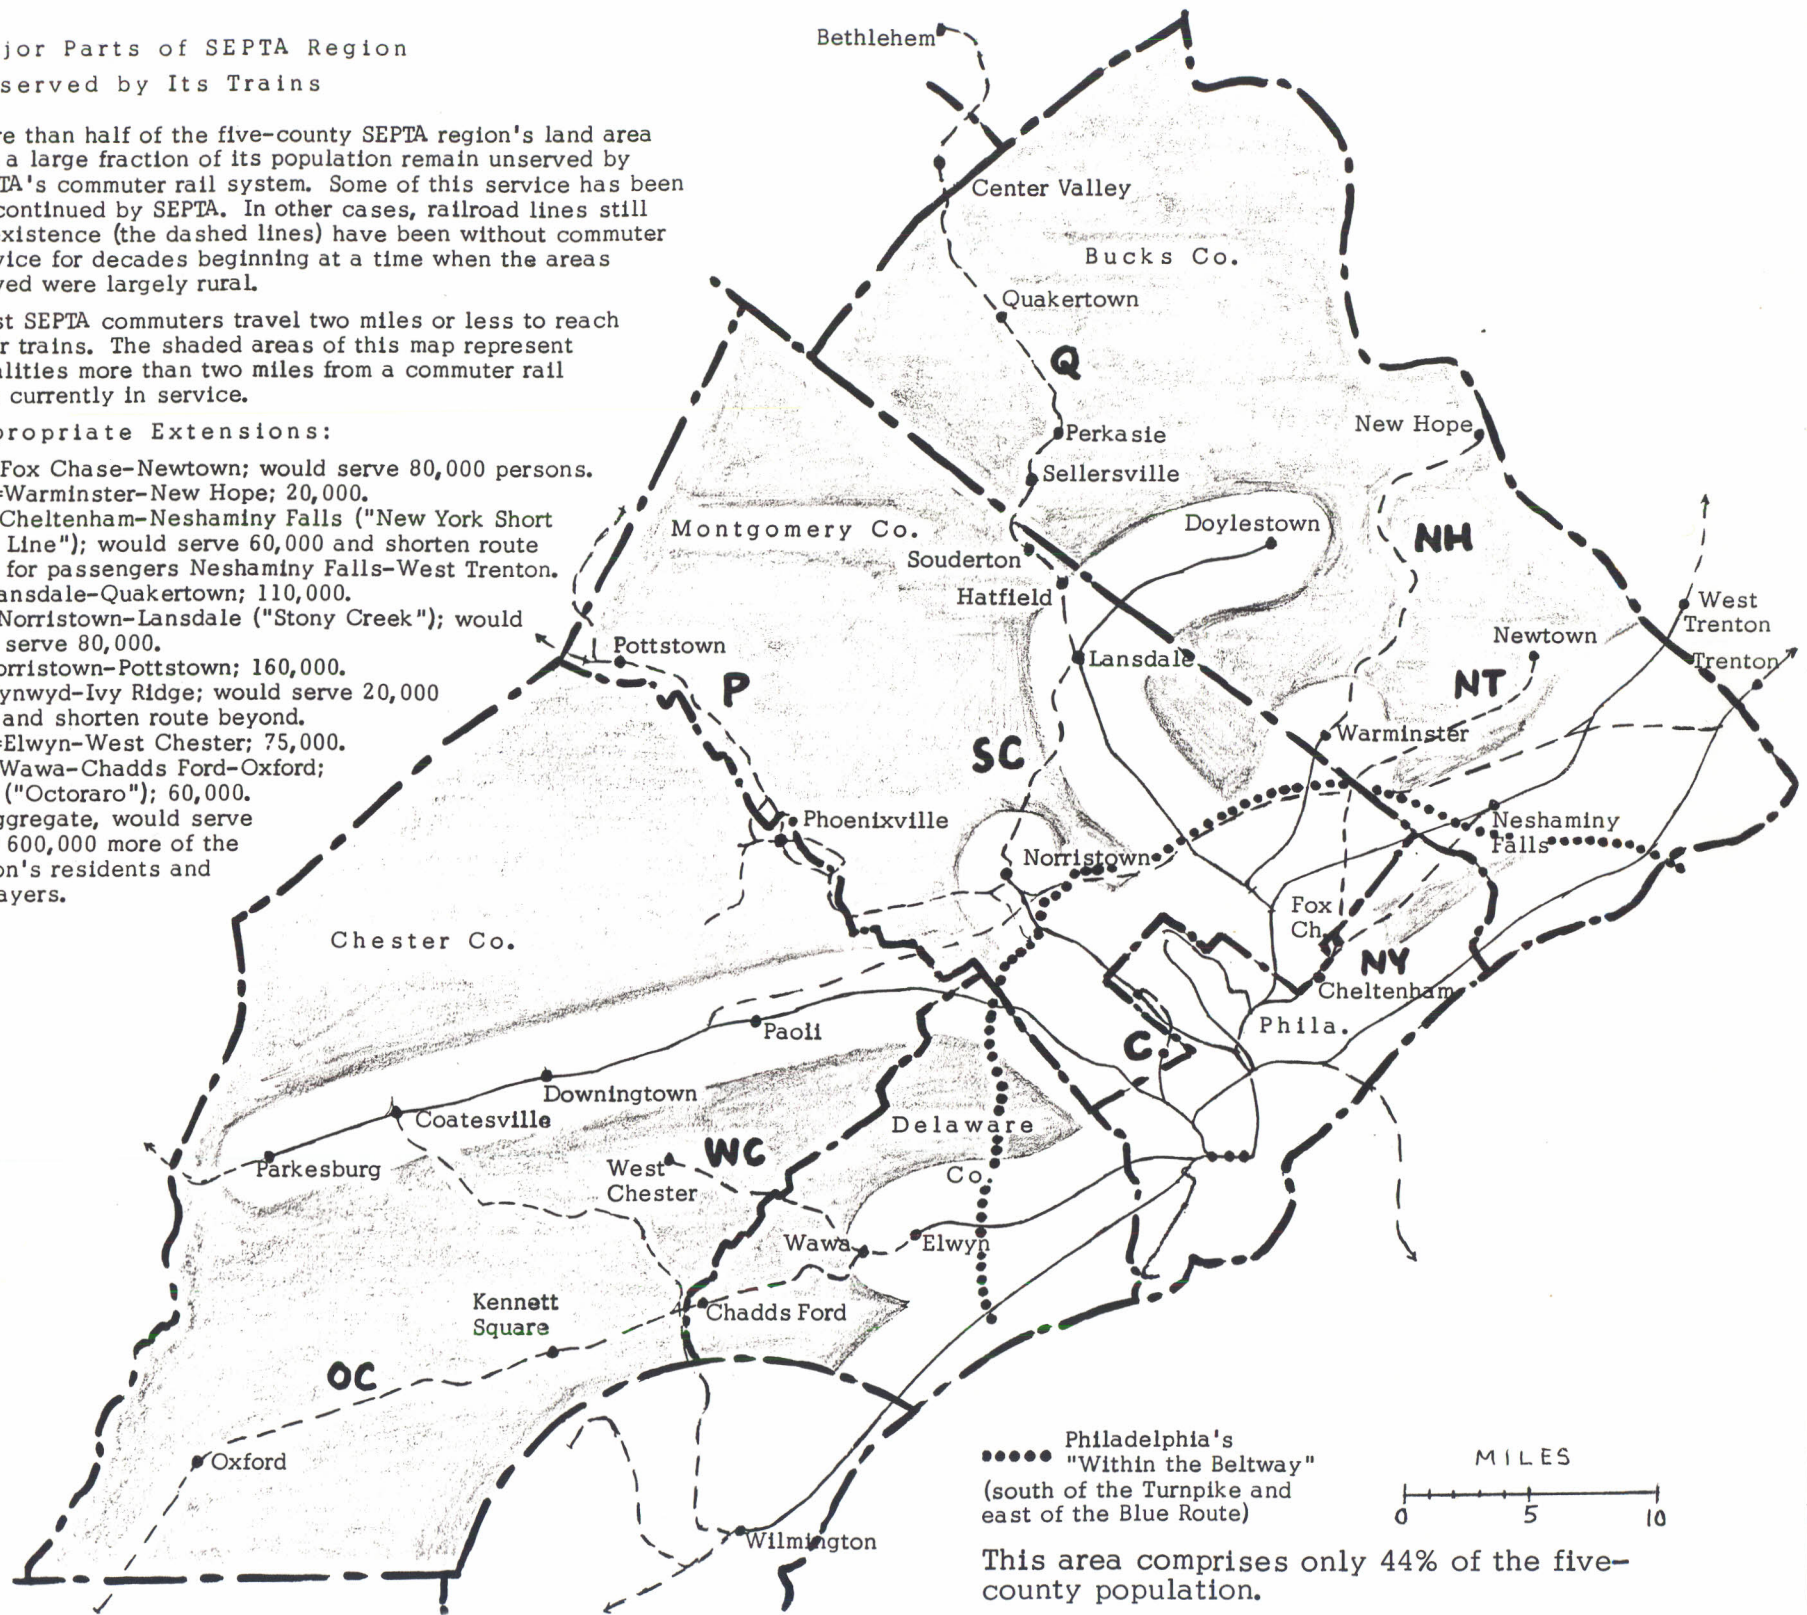 jor Parts of SEPTA Region
served by Its Trains
re than half of the five-county SEPTA region's land area
a large fraction of its population remain unserved by
TA's commuter rail system. Some of this service has been
continued by SEPTA. In other cases, railroad lines still
xistence (the dashed lines) have been without commuter
vice for decades beginning at a time when the areas
ved were largely rural.
st SEPTA commuters travel two miles or less to reach
r trains. The shaded areas of this map represent
alities more than two miles from a commuter rail
currently in service.
propriate Extensions:
Fox Chase-Newtown; would serve 80,000 persons.
=Warminster-New Hope; 20,000.
Cheltenham-Neshaminy Falls ("New York Short
Line"); would serve 60,000 and shorten route
for passengers Neshaminy Falls-West Trenton.
ansdale-Quakertown; 110,000.
Norristown-Lansdale ("Stony Creek"); would
serve 80,000.
orristown-Pottstown; 160,000.
ynwyd-Ivy Ridge; would serve 20,000
and shorten route beyond.
=Elwyn-West Chester; 75,000.
Wawa-Chadds Ford-Oxford;
("Octoraro"); 60,000.
ggregate, would serve
600,000 more of the
on's residents and
ayers.
Bethlehem
Center Valley
Bucks Co.
Quakertown
Q
Perkasie
New Hope
Sellersville
Montgomery Co.
Doylestown
NH
Souderton
Hatfield
West
Trenton
Newtown
Pottstown
Lansdale
Trenton
P
NT
SC
Warminster
Phoenixville
Neshaminy
Falls
Norristown
Fox
Ch.
Chester Co.
NY
Cheltenham
Paoli
Phila.
C
Downingtown
Coatesville
Delaware
Co.
WC
Parkesburg
West
Chester
Wawa
Elwyn
Kennett
Square
Chadds Ford
OC
Oxford
Wilmington
Philadelphia's
"Within the Beltway"
(south of the Turnpike and
east of the Blue Route)
MILES
0 5 10
This area comprises only 44% of the five-
county population.